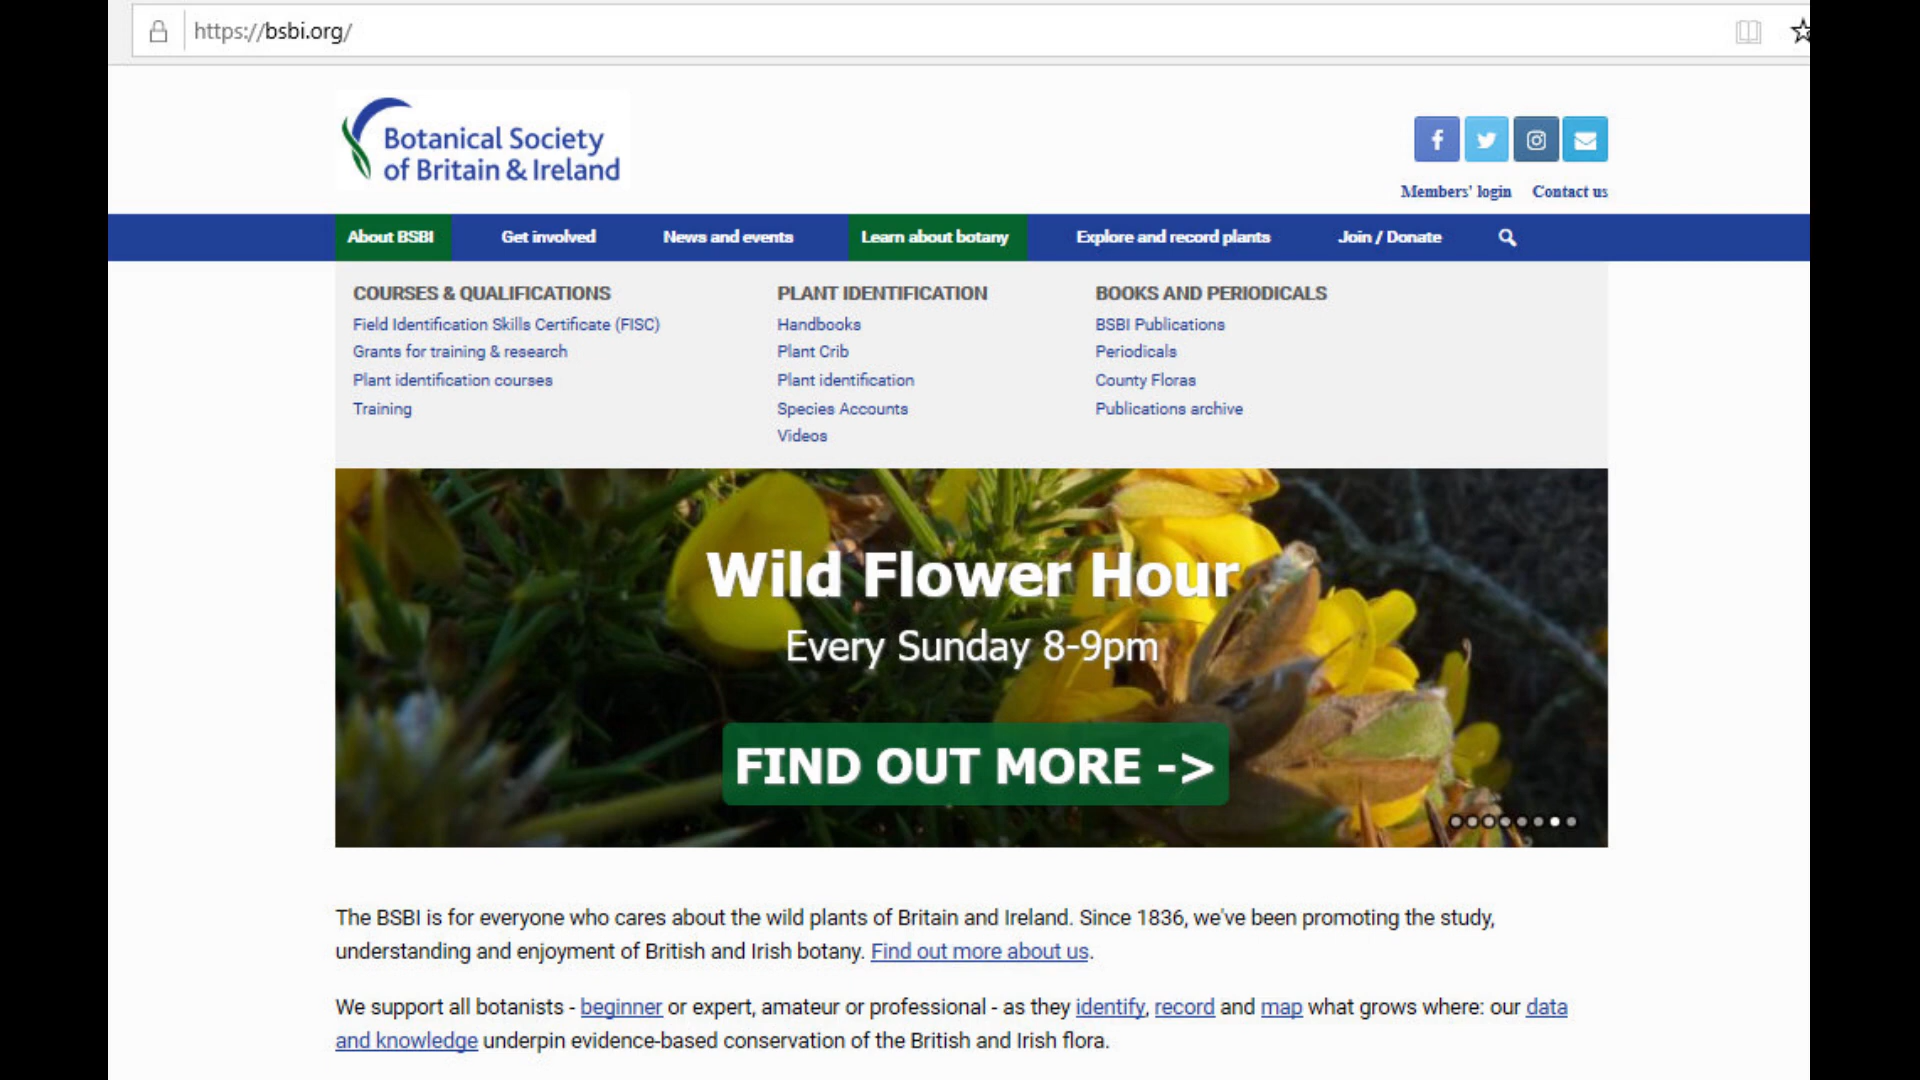 https://bsbi.org/
Botanical Society
of Britain & Ireland
Members' login Contact us
About BSBI Get involved News and events Learn about botany Explore and record plants Join / Donate
COURSES & QUALIFICATIONS
Field Identification Skills Certificate (FISC)
Grants for training & research
Plant identification courses
Training
PLANT IDENTIFICATION
Handbooks
Plant Crib
Plant identification
Species Accounts
Videos
BOOKS AND PERIODICALS
BSBI Publications
Periodicals
County Floras
Publications archive
Wild Flower Hour
Every Sunday 8-9pm
FIND OUT MORE ->
The BSBI is for everyone who cares about the wild plants of Britain and Ireland. Since 1836, we've been promoting the study,
understanding and enjoyment of British and Irish botany. Find out more about us.
We support all botanists - beginner or expert, amateur or professional - as they identify, record and map what grows where: our data
and knowledge underpin evidence-based conservation of the British and Irish flora.